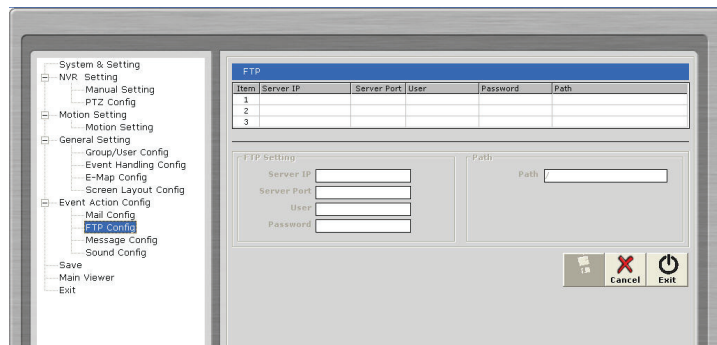 System & Setting
NVR Setting
Manual Setting
PTZ Config
Motion Setting
Motion Setting
General Setting
Group/User Config
Event Handling Config
E-Map Config
Screen Layout Config
Event Action Config
Mail Config
FTP Config
Message Config
Sound Config
Save
Main Viewer
Exit
FTP
Item Server IP Server Port User Password Path
1
2
3
FTP Setting
Server IP
Server Port
User
Password
Path
Path /
Cancel Exit